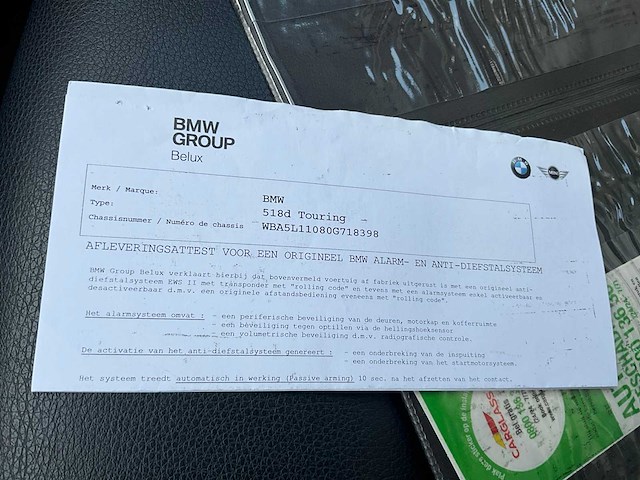 BMW
GROUP
Belux
Merk / Marque: BMW
Type: 518d Touring
Chassisnummer / Numéro de chassis WBA5L11080G718398
AFLEVERINGSATTEST VOOR EEN ORIGINEEL BMW ALARM- EN ANTI-DIEFSTALSYSTEEM
BMW Group Belux verklaart hierbij dat bovenvermeld voertuig af fabriek uitgerust is met een origineel anti-
diefstalsysteem EWS II met transponder met "rolling code" en tevens met een alarmsysteem enkel activeerbaar en
desactiveerbaar d.m.v. een originele afstandsbediening eveneens met "rolling code".
Het alarmsysteem omvat : - een periferische beveiliging van de deuren, motorkap en kofferruimte
- een beveiliging tegen optillen via de hellingshoeksensor
- een volumetrische beveiliging d.m.v. radiografische controle.
De activatie van het anti-diefstalsysteem genereert : - een onderbreking van de inspuiting
- een onderbreking van het startmotorsysteem.
Het systeem treedt automatisch in werking (Passive arming) 10 sec. na het afzetten van het contact.
CARGLASS
Bel gratis
0800